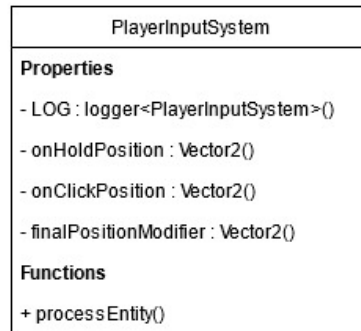 PlayerInputSystem
Properties
- LOG : logger<PlayerInputSystem>()
- onHoldPosition : Vector2()
- onClickPosition : Vector2()
- finalPositionModifier : Vector2()
Functions
+ processEntity()